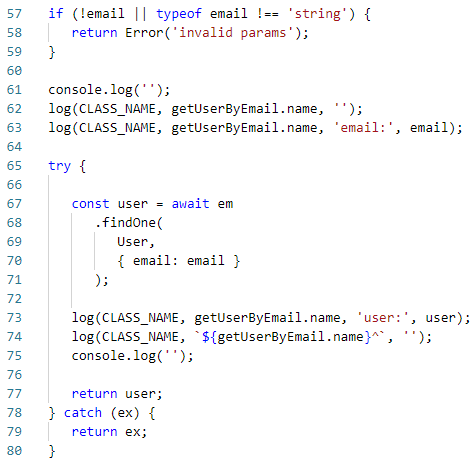 57 if (!email || typeof email !== 'string') {
58 return Error('invalid params');
59 }
60
61 console.log('');
62 log(CLASS_NAME, getUserByEmail.name, '');
63 log(CLASS_NAME, getUserByEmail.name, 'email:', email);
64
65 try {
66
67 const user = await em
68 .findOne(
69 User,
70 { email: email }
71 );
72
73 log(CLASS_NAME, getUserByEmail.name, 'user:', user);
74 log(CLASS_NAME, `${getUserByEmail.name}^`, '');
75 console.log('');
76
77 return user;
78 } catch (ex) {
79 return ex;
80 }